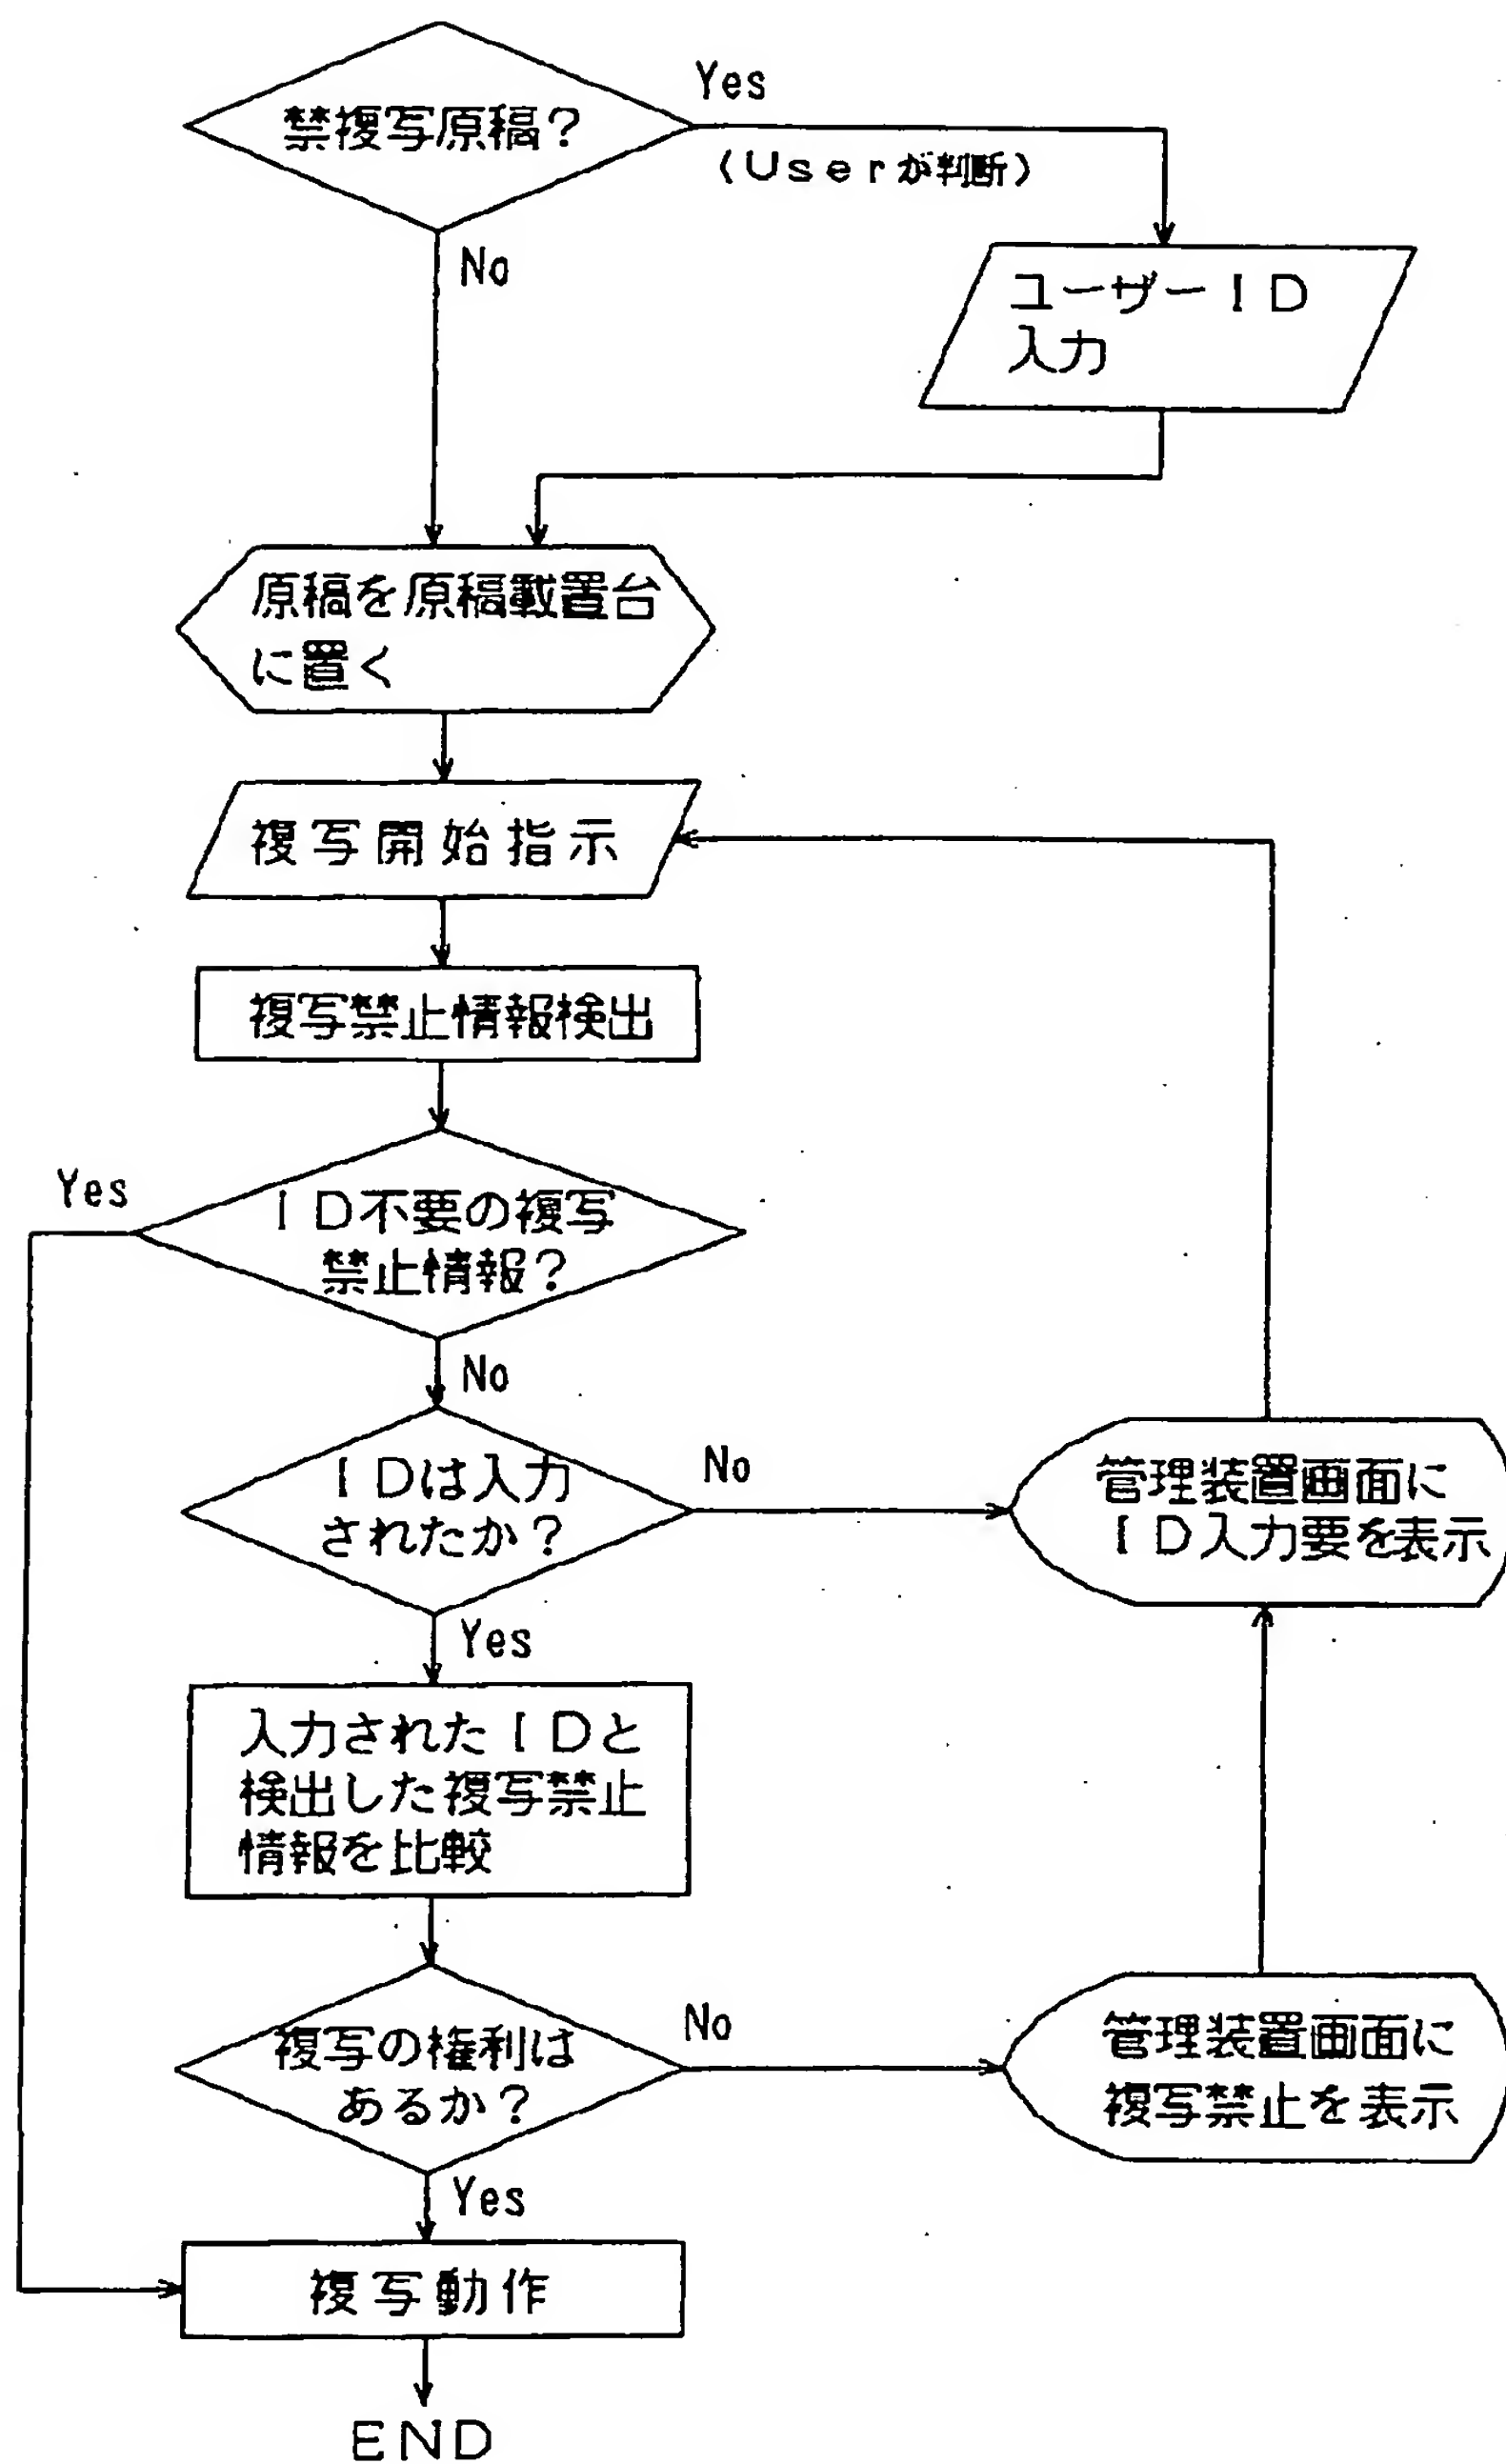 禁複写原稿?
Yes
(Userが判断)
No
ユーザーID
入力
原稿を原稿載置台
に置く
複写開始指示
複写禁止情報検出
Yes
ID不要の複写
禁止情報?
No
IDは入力
されたか?
No
管理装置画面に
ID入力要を表示
Yes
入力されたIDと
検出した複写禁止
情報を比較
複写の権利は
あるか?
No
管理装置画面に
複写禁止を表示
Yes
複写動作
END